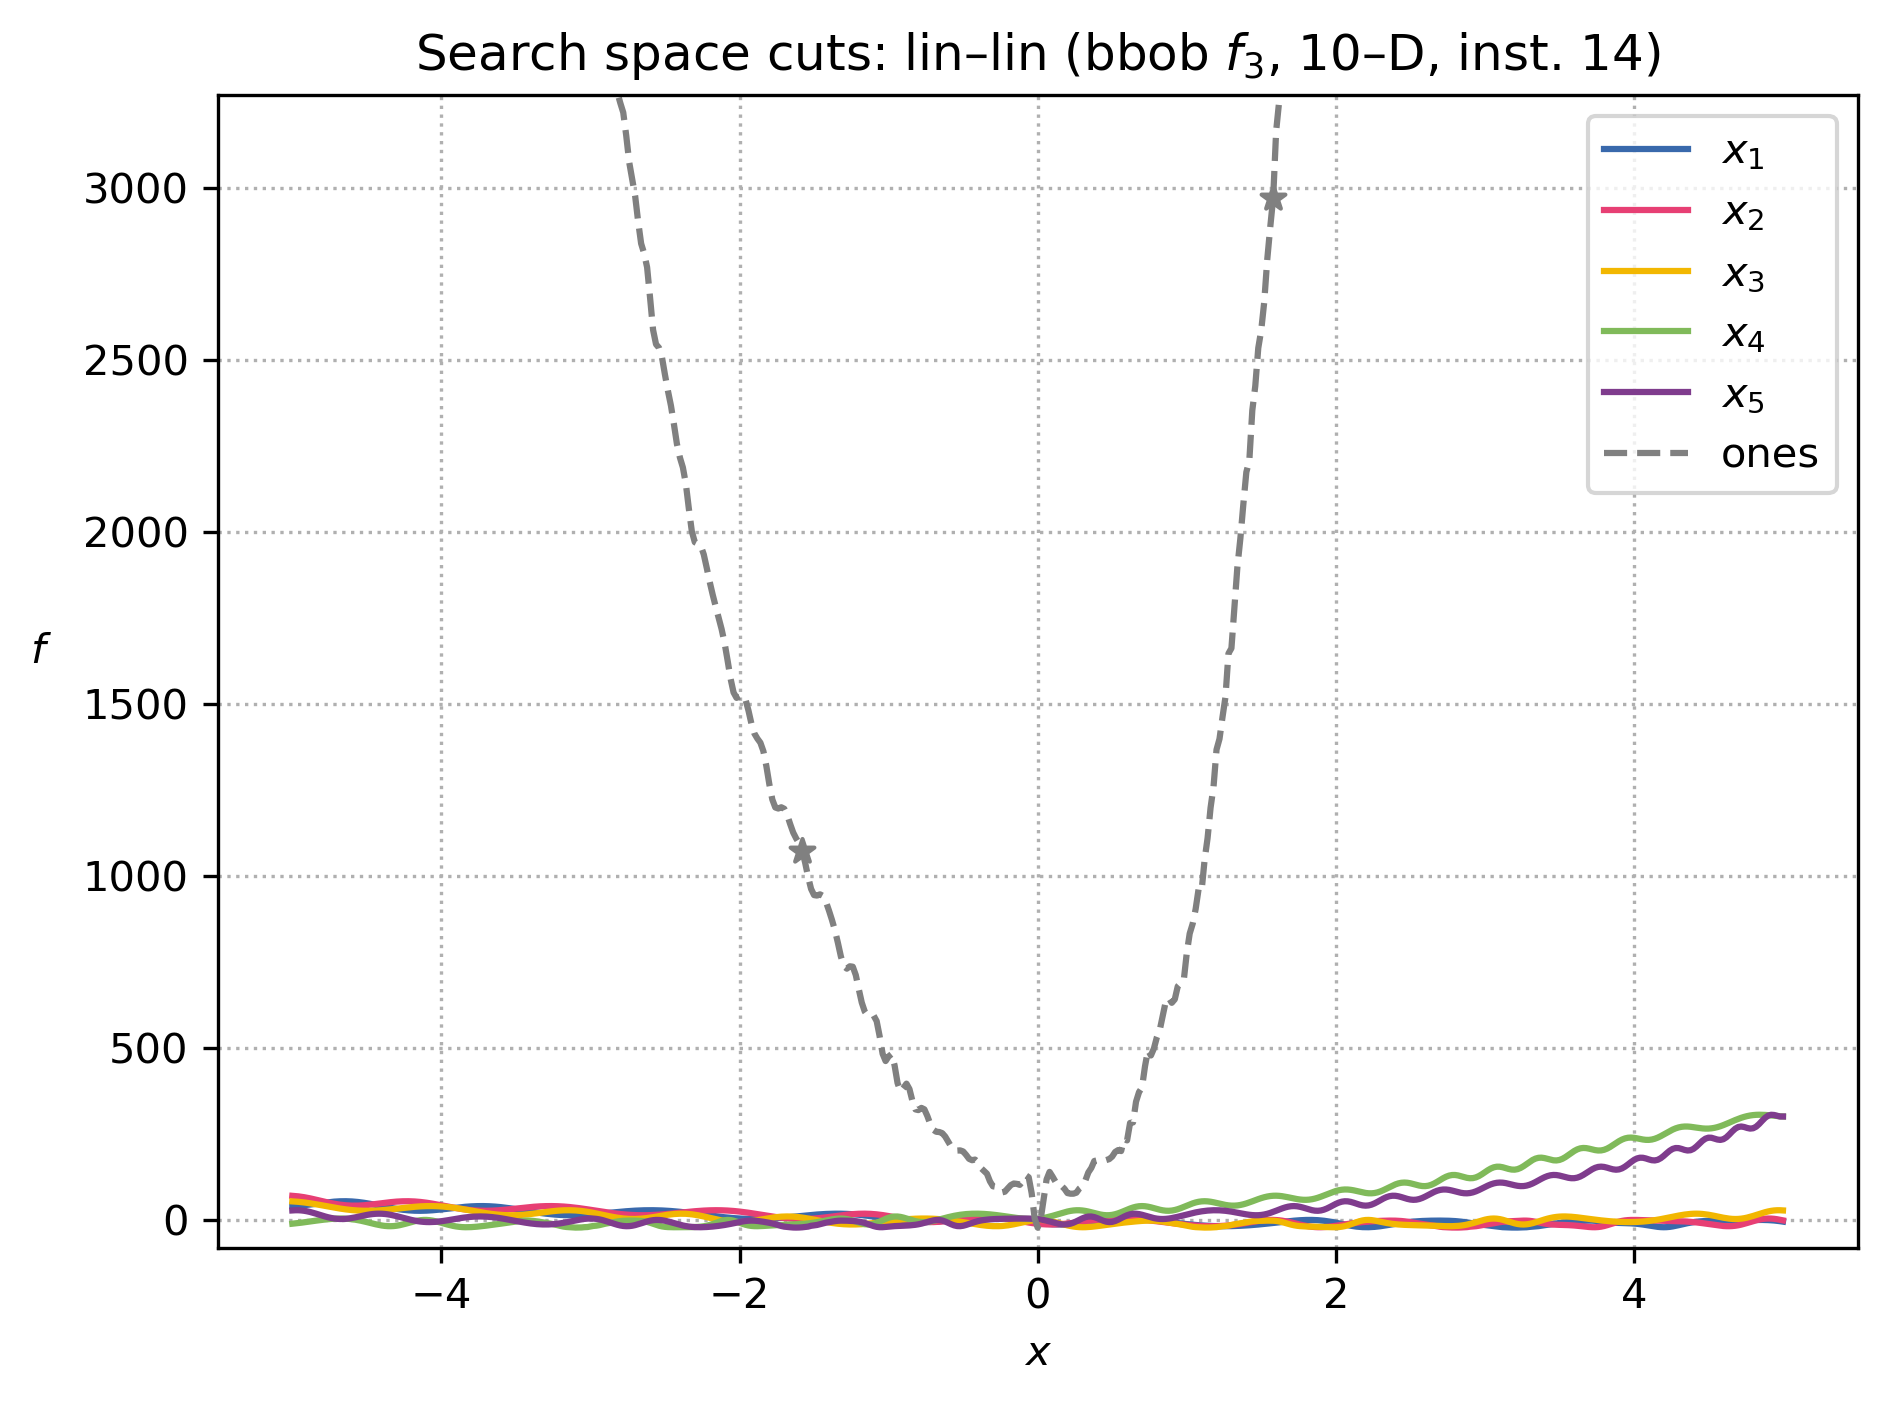 Search space cuts: lin–lin (bbob f₃, 10–D, inst. 14)
x₁
x₂
x₃
x₄
x₅
ones
3000
2500
2000
1500
1000
500
0
f
−4 −2 0 2 4
x